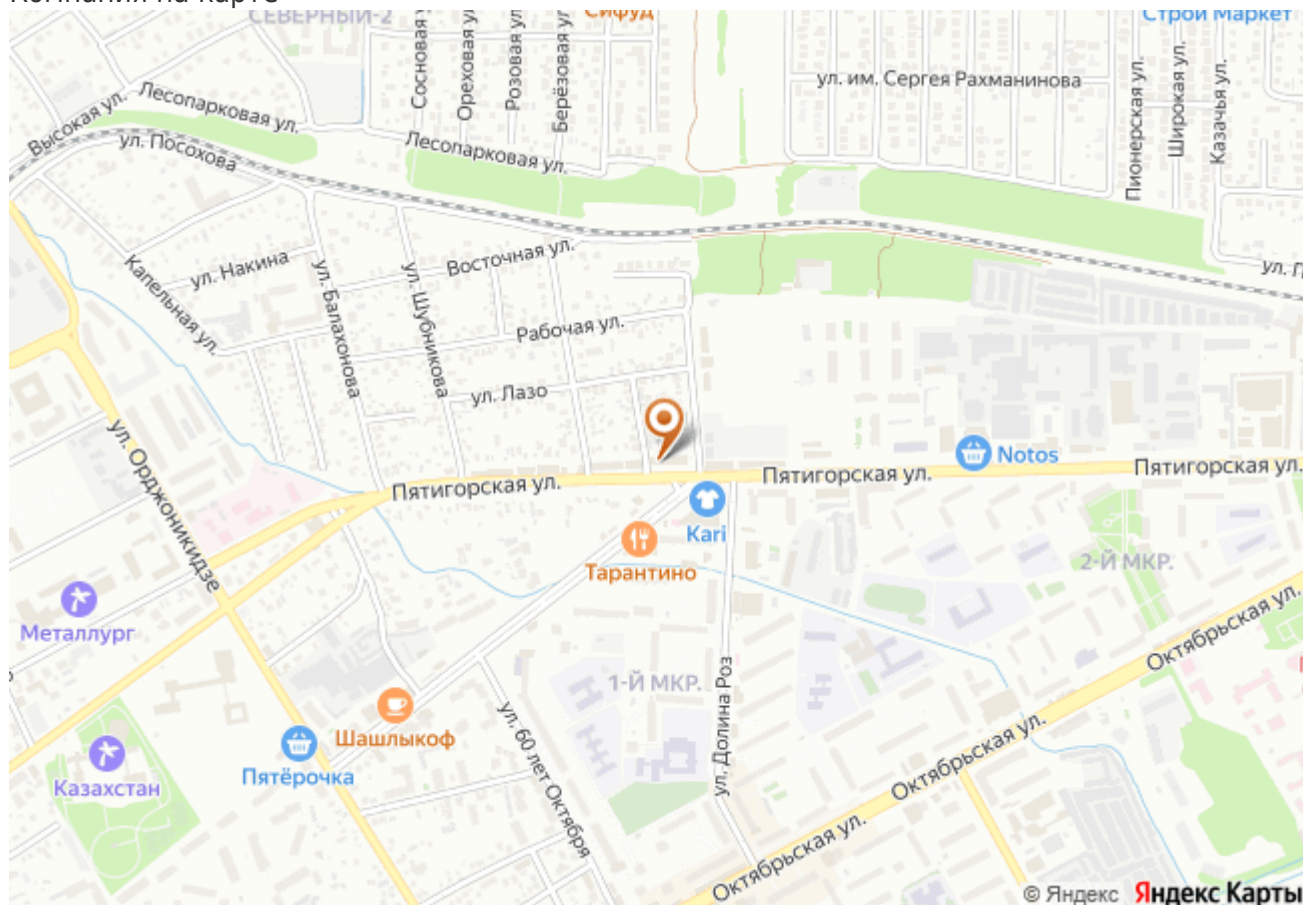 Компания на карте
СЕВЕРНЫЙ-2
Сифуд
Строй Маркет
Сосновая ул.
Ореховая ул.
Розовая ул.
Берёзовая ул.
ул. им. Сергея Рахманинова
Пионерская ул.
Широкая ул.
Казачья ул.
Высокая ул.
Лесопарковая ул.
Лесопарковая ул.
ул. Посохова
Восточная ул.
ул. Накина
Капельная ул.
ул. Балахонова
ул. Шубникова
Рабочая ул.
ул. Лазо
ул. Орджоникидзе
Пятигорская ул.
Пятигорская ул.
Пятигорская ул.
Notos
Kari
Тарантино
2-Й МКР.
Металлург
Октябрьская ул.
1-Й МКР.
ул. Долина Роз
Шашлыкоф
ул. 60 лет Октября
Пятёрочка
Казахстан
Октябрьская ул.
Октябрьская ул.
© Яндекс Яндекс Карты